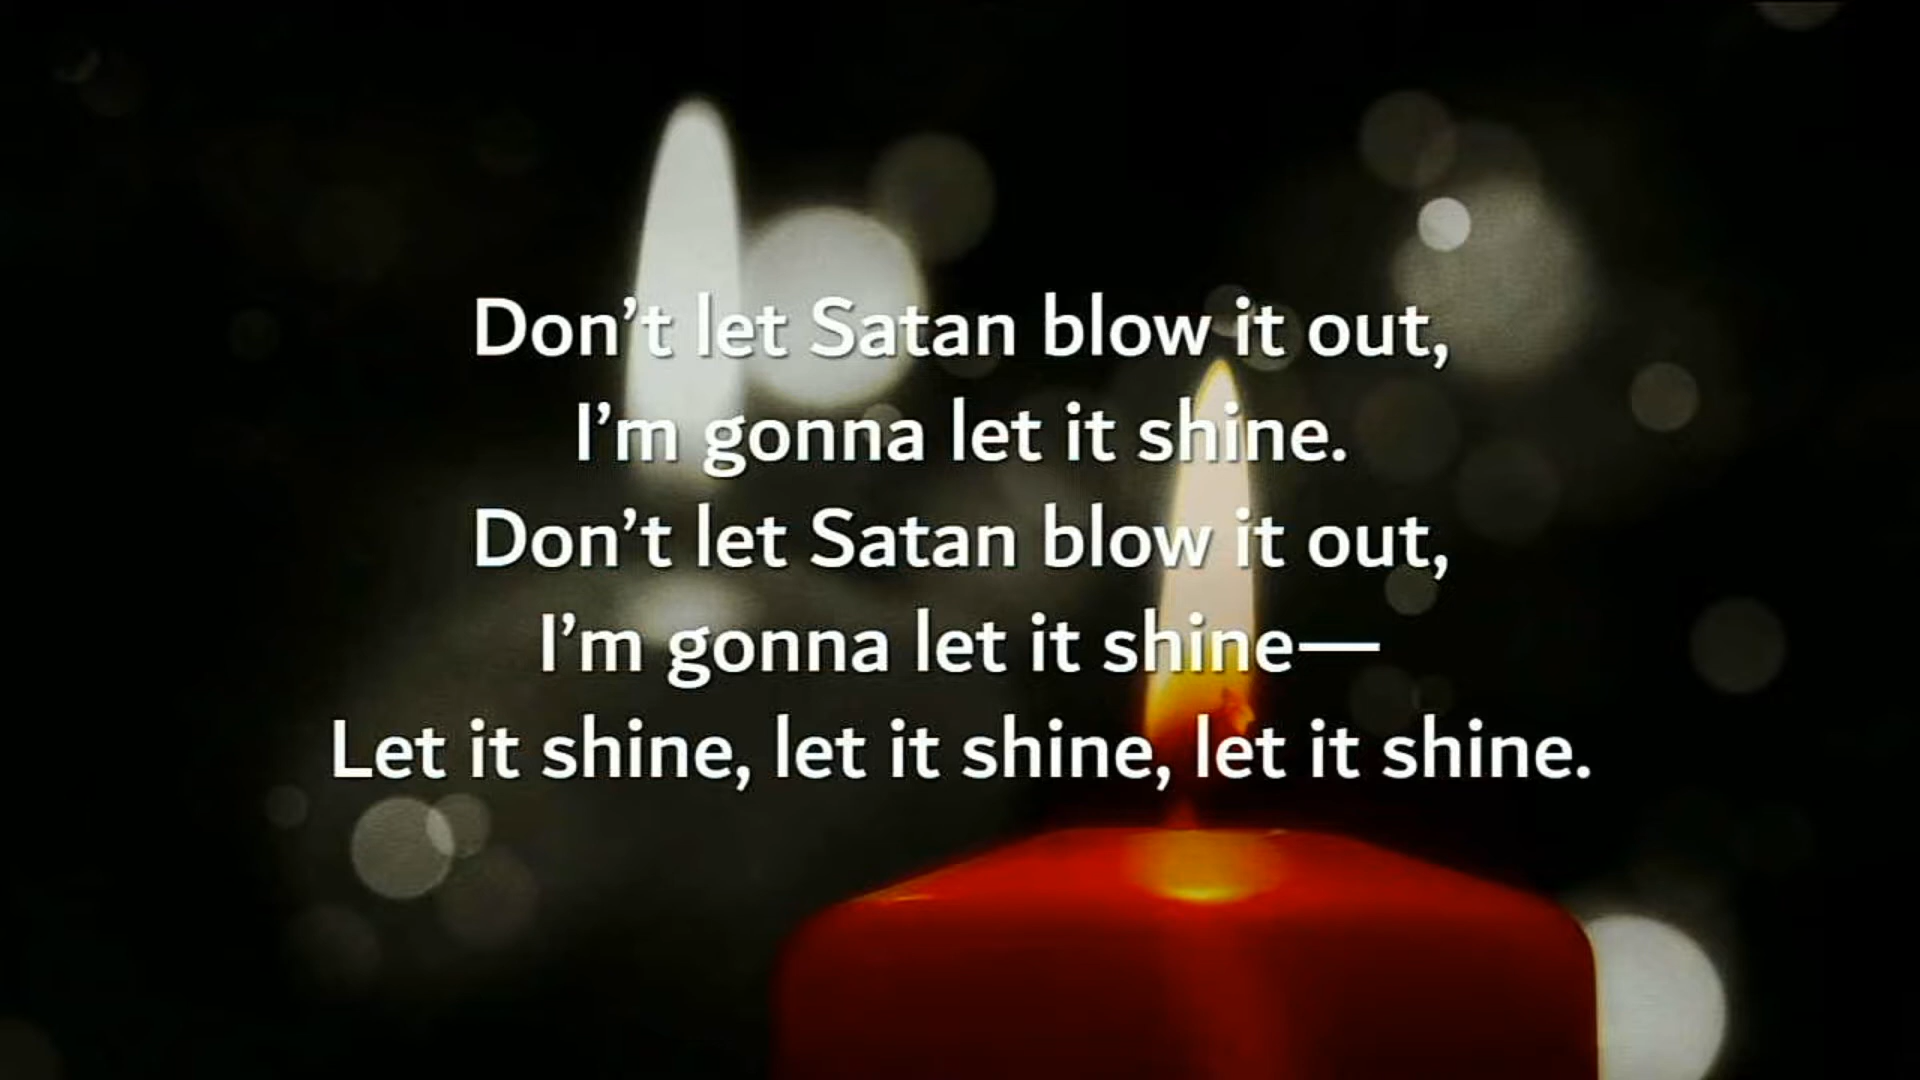 Don’t let Satan blow it out,
I’m gonna let it shine.
Don’t let Satan blow it out,
I’m gonna let it shine—
Let it shine, let it shine, let it shine.